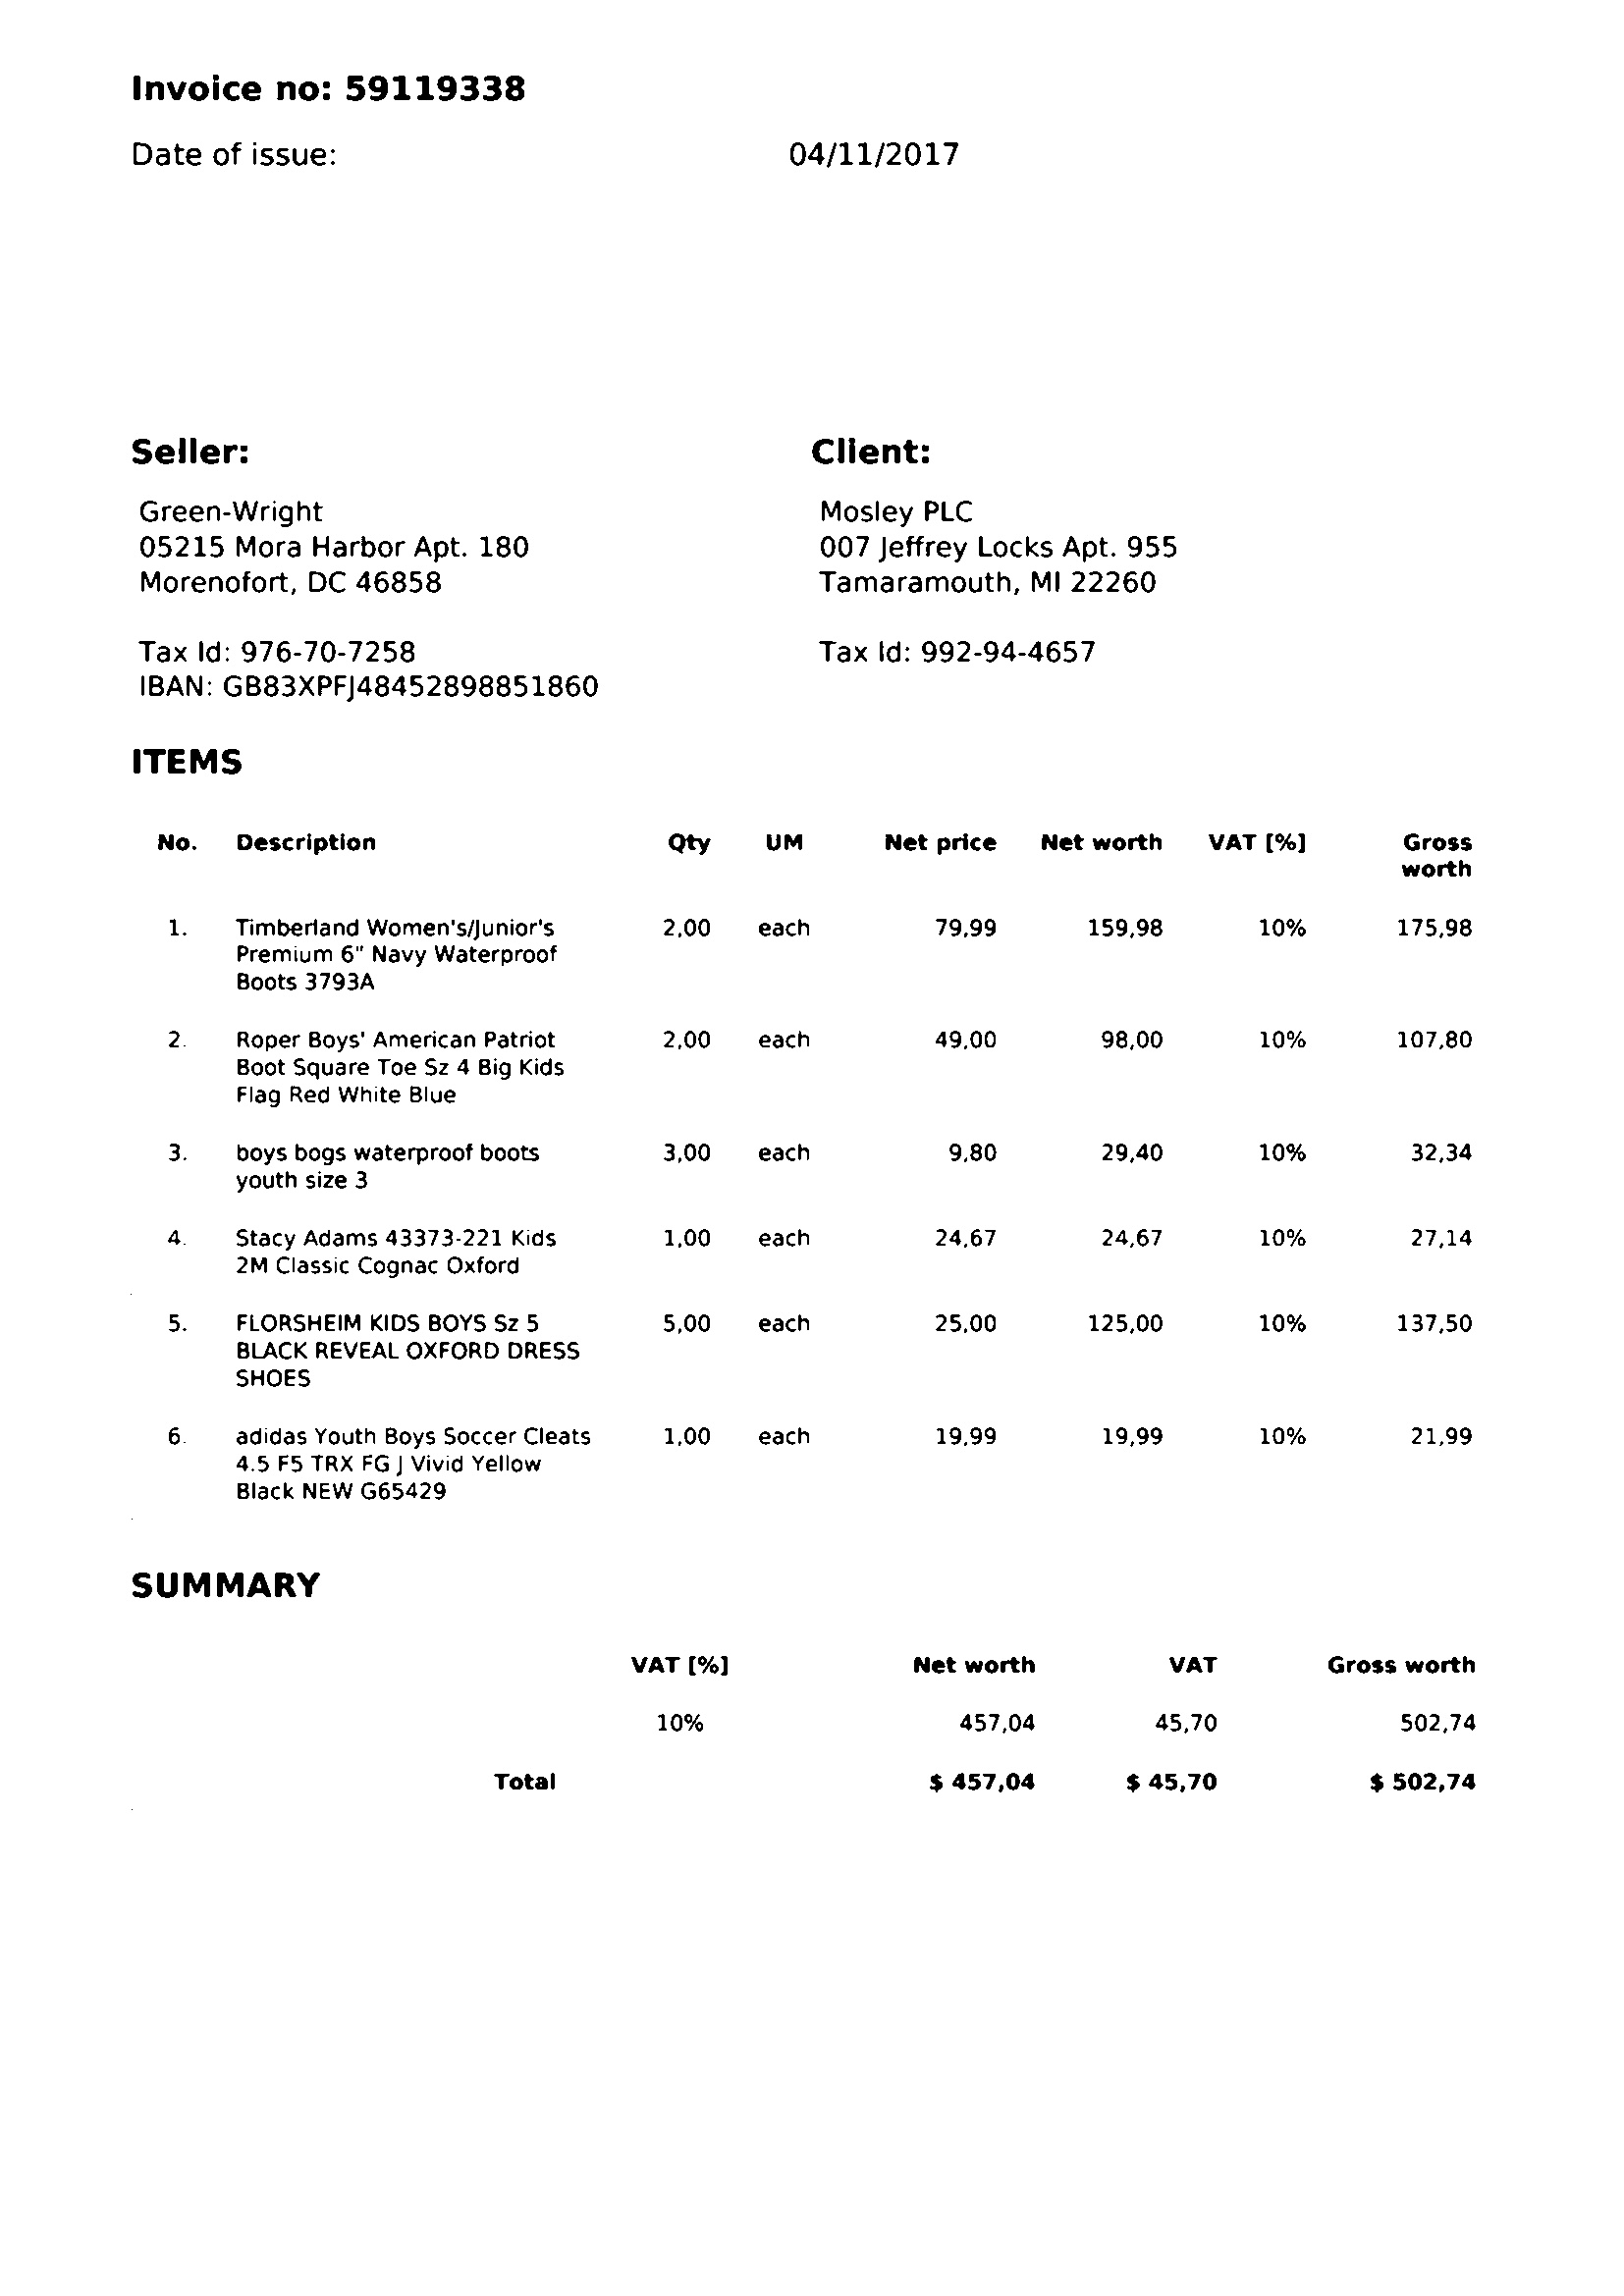 Invoice no: 59119338
Date of issue: 04/11/2017
Seller: Client:
Green-Wright Mosley PLC
05215 Mora Harbor Apt. 180 007 Jeffrey Locks Apt. 955
Morenofort, DC 46858 Tamaramouth, MI 22260
Tax Id: 976-70-7258 Tax Id: 992-94-4657
IBAN: GB83XPFJ48452898851860
ITEMS
No. Description Qty UM Net price Net worth VAT [%] Gross
worth
1. Timberland Women's/Junior's 2,00 each 79,99 159,98 10% 175,98
Premium 6" Navy Waterproof
Boots 3793A
2. Roper Boys' American Patriot 2,00 each 49,00 98,00 10% 107,80
Boot Square Toe Sz 4 Big Kids
Flag Red White Blue
3. boys bogs waterproof boots 3,00 each 9,80 29,40 10% 32,34
youth size 3
4. Stacy Adams 43373-221 Kids 1,00 each 24,67 24,67 10% 27,14
2M Classic Cognac Oxford
5. FLORSHEIM KIDS BOYS Sz 5 5,00 each 25,00 125,00 10% 137,50
BLACK REVEAL OXFORD DRESS
SHOES
6. adidas Youth Boys Soccer Cleats 1,00 each 19,99 19,99 10% 21,99
4.5 F5 TRX FG J Vivid Yellow
Black NEW G65429
SUMMARY
VAT [%] Net worth VAT Gross worth
10% 457,04 45,70 502,74
Total $ 457,04 $ 45,70 $ 502,74